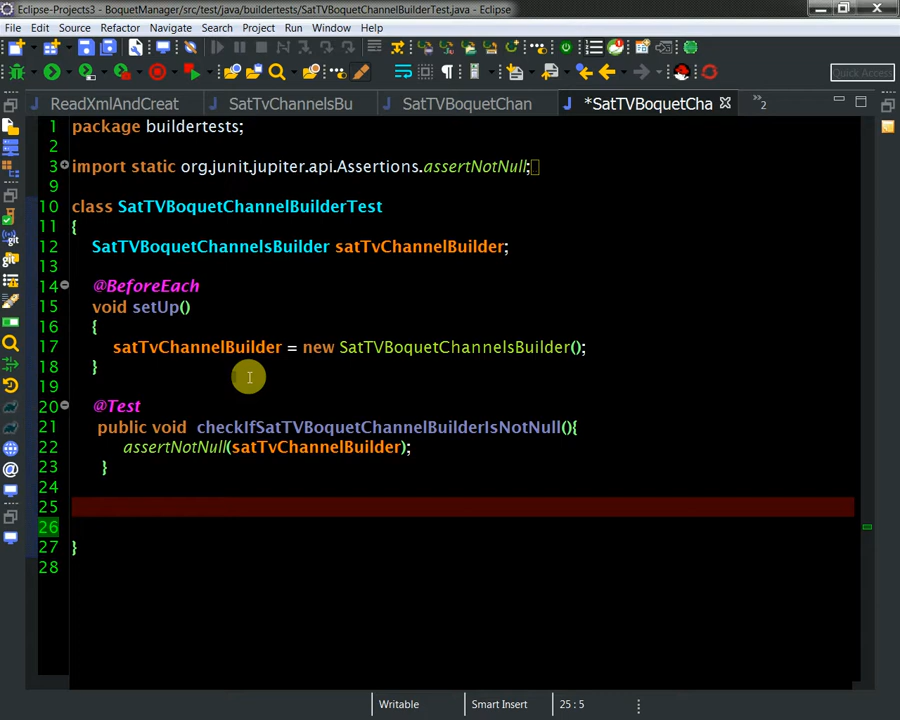 Eclipse-Projects3 - BoquetManager/src/test/java/buildertests/SatTVBoquetChannelBuilderTest.java - Eclipse
File Edit Source Refactor Navigate Search Project Run Window Help
Quick Access
ReadXmlAndCreat SatTvChannelsBu SatTVBoquetChan *SatTVBoquetCha »2
1 package buildertests;
2
3 import static org.junit.jupiter.api.Assertions.assertNotNull;
9
10 class SatTVBoquetChannelBuilderTest
11 {
12 SatTVBoquetChannelsBuilder satTvChannelBuilder;
13
14 @BeforeEach
15 void setUp()
16 {
17 satTvChannelBuilder = new SatTVBoquetChannelsBuilder();
18 }
19
20 @Test
21 public void checkIfSatTVBoquetChannelBuilderIsNotNull(){
22 assertNotNull(satTvChannelBuilder);
23 }
24
25
26
27 }
28
Writable Smart Insert 25 : 5